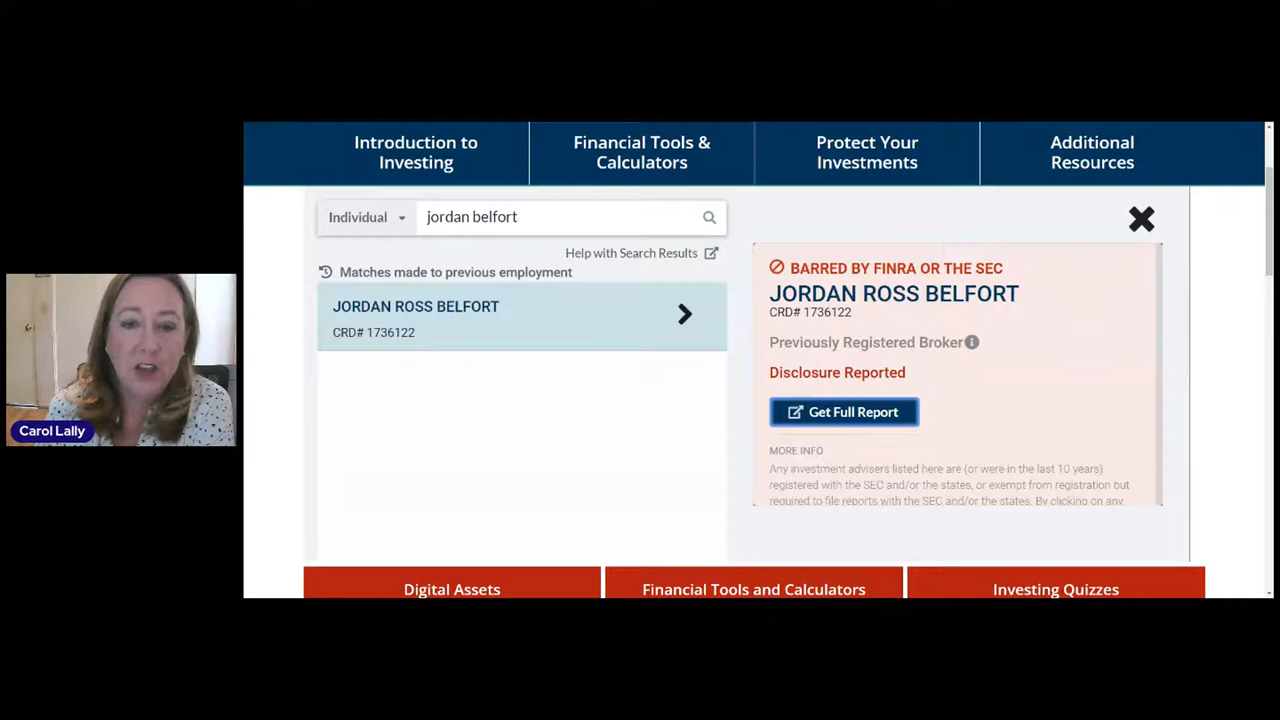 Introduction to
Investing
Financial Tools &
Calculators
Protect Your
Investments
Additional
Resources
Individual
jordan belfort
Help with Search Results
Matches made to previous employment
JORDAN ROSS BELFORT
CRD# 1736122
BARRED BY FINRA OR THE SEC
JORDAN ROSS BELFORT
CRD# 1736122
Previously Registered Broker
Disclosure Reported
Get Full Report
MORE INFO
Any investment advisers listed here are (or were in the last 10 years)
registered with the SEC and/or the states, or exempt from registration but
required to file reports with the SEC and/or the states. By clicking on any
Carol Lally
Digital Assets
Financial Tools and Calculators
Investing Quizzes